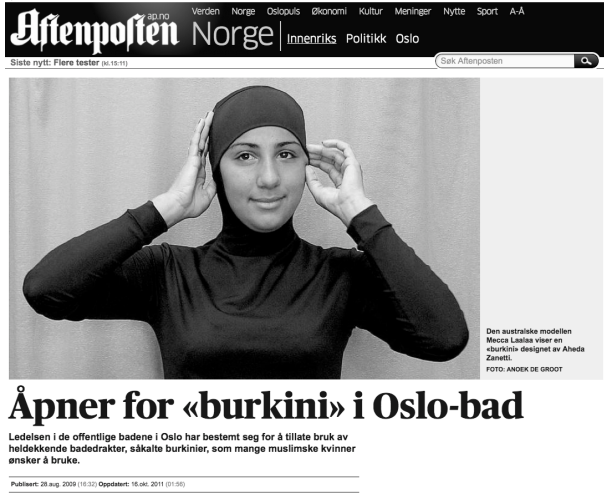 ap.no
Aftenposten
Verden Norge Oslopuls Økonomi Kultur Meninger Nytte Sport A-Å
Norge Innenriks Politikk Oslo
Siste nytt: Flere tester (kl.15:11)
Søk Aftenposten
Den australske modellen
Mecca Laalaa viser en
«burkini» designet av Aheda
Zanetti.
FOTO: ANOEK DE GROOT
Åpner for «burkini» i Oslo-bad
Ledelsen i de offentlige badene i Oslo har bestemt seg for å tillate bruk av
heldekkende badedrakter, såkalte burkinier, som mange muslimske kvinner
ønsker å bruke.
Publisert: 28.aug. 2009 (16:32) Oppdatert: 16.okt. 2011 (01:56)